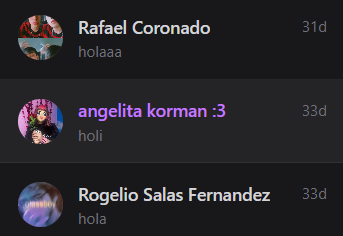 Rafael Coronado 31d
holaaa
angelita korman :3 33d
holi
Rogelio Salas Fernandez 33d
hola